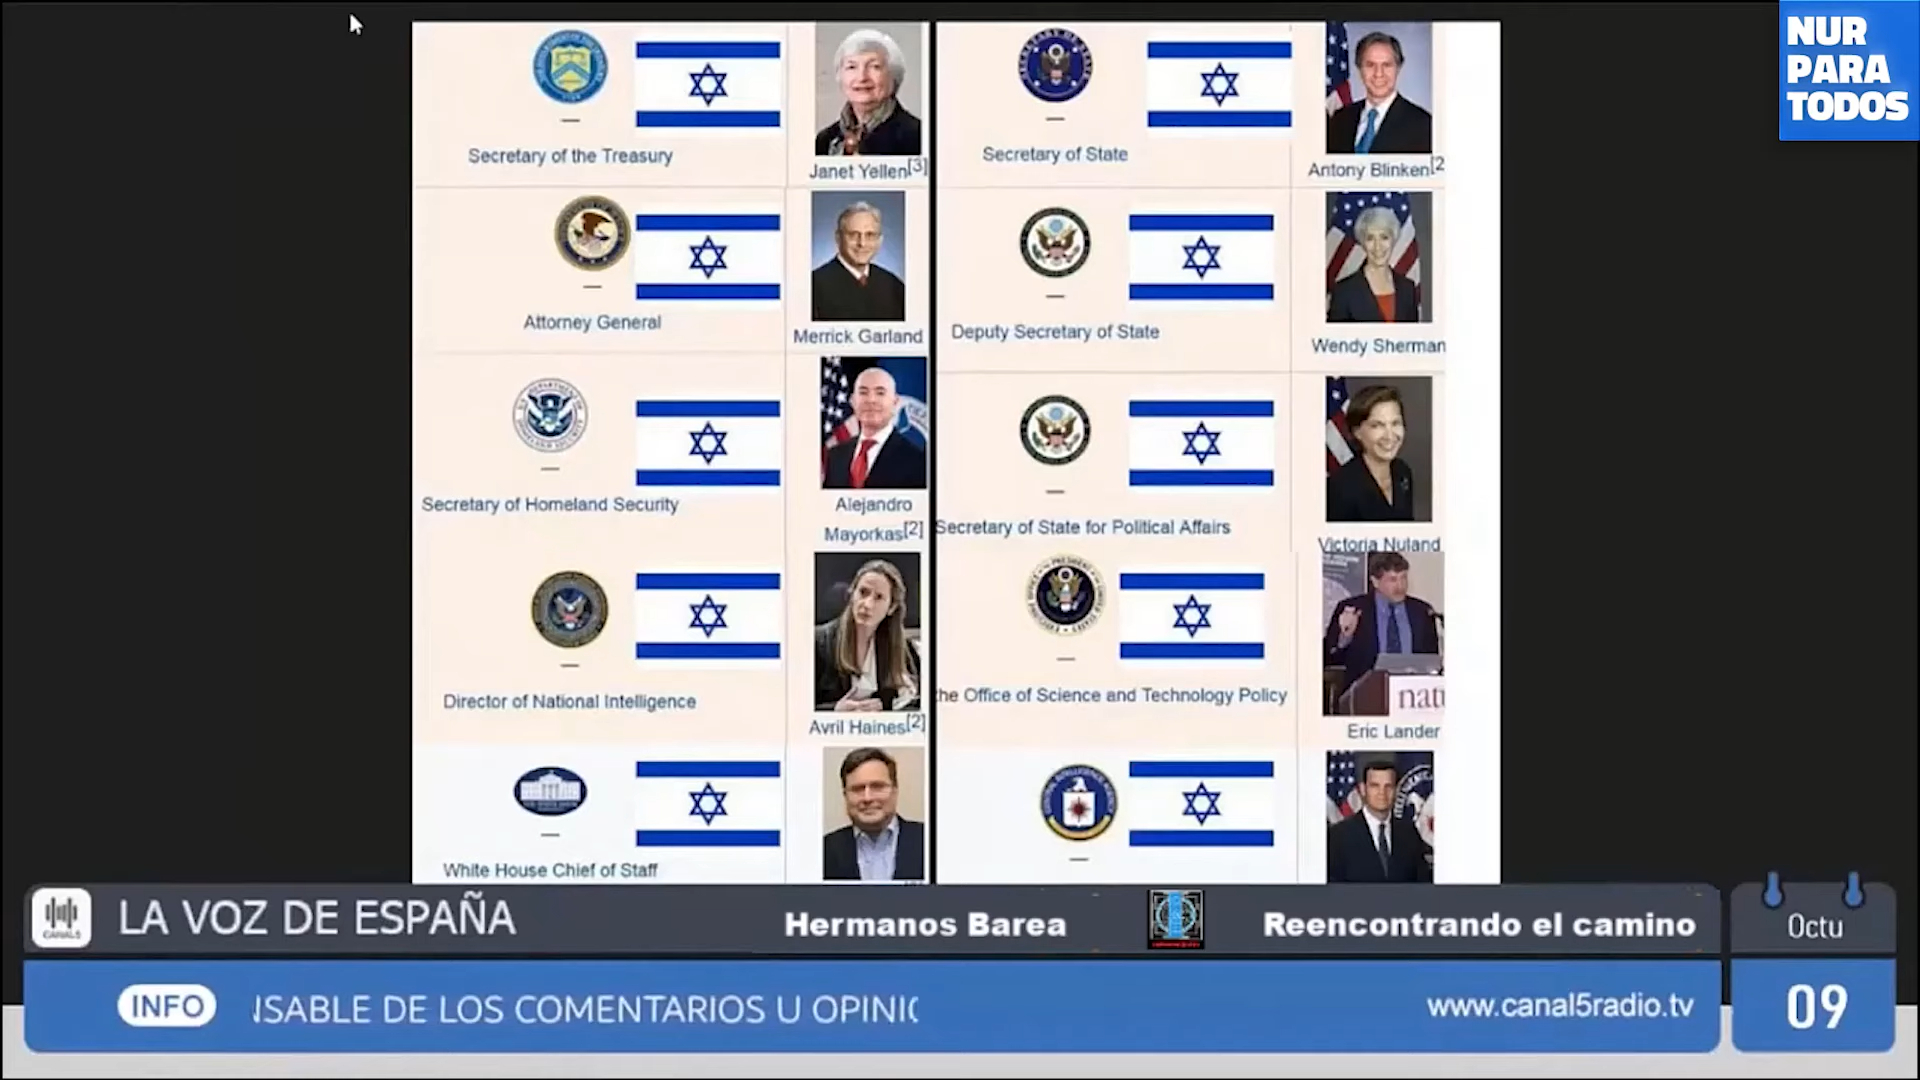 NUR
PARA
TODOS
Secretary of the Treasury
Janet Yellen[3]
Secretary of State
Antony Blinken[2
Attorney General
Merrick Garland
Deputy Secretary of State
Wendy Sherman
Secretary of Homeland Security
Alejandro
Mayorkas[2]
Secretary of State for Political Affairs
Victoria Nuland
Director of National Intelligence
Avril Haines[2]
the Office of Science and Technology Policy
Eric Lander
White House Chief of Staff
LA VOZ DE ESPAÑA
Hermanos Barea
Reencontrando el camino
Octu
09
INFO
NSABLE DE LOS COMENTARIOS U OPINI
www.canal5radio.tv